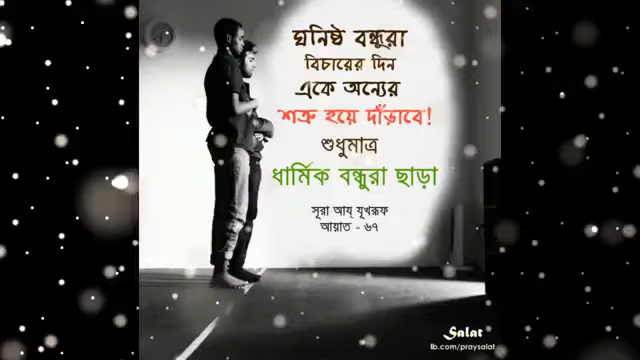 ঘনিষ্ঠ বন্ধুরা
বিচারের দিন
একে অন্যের
শত্রু হয়ে দাঁড়াবে!
শুধুমাত্র
ধার্মিক বন্ধুরা ছাড়া
সূরা আয্ যূখরূফ
আয়াত - ৬৭
Salat
fb.com/praysalat